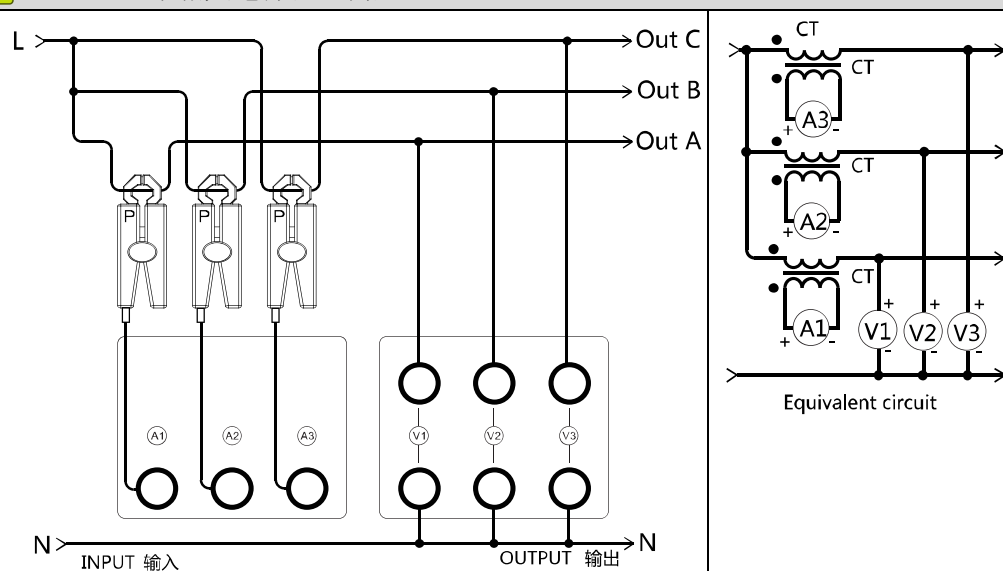 L
Out C
Out B
Out A
P P P
A1 A2 A3
V1 V2 V3
N
N
INPUT 输入
OUTPUT 输出
CT
CT
A3
+ -
CT
A2
+ -
CT
A1
+ -
V1 V2 V3
+ + +
- - -
Equivalent circuit